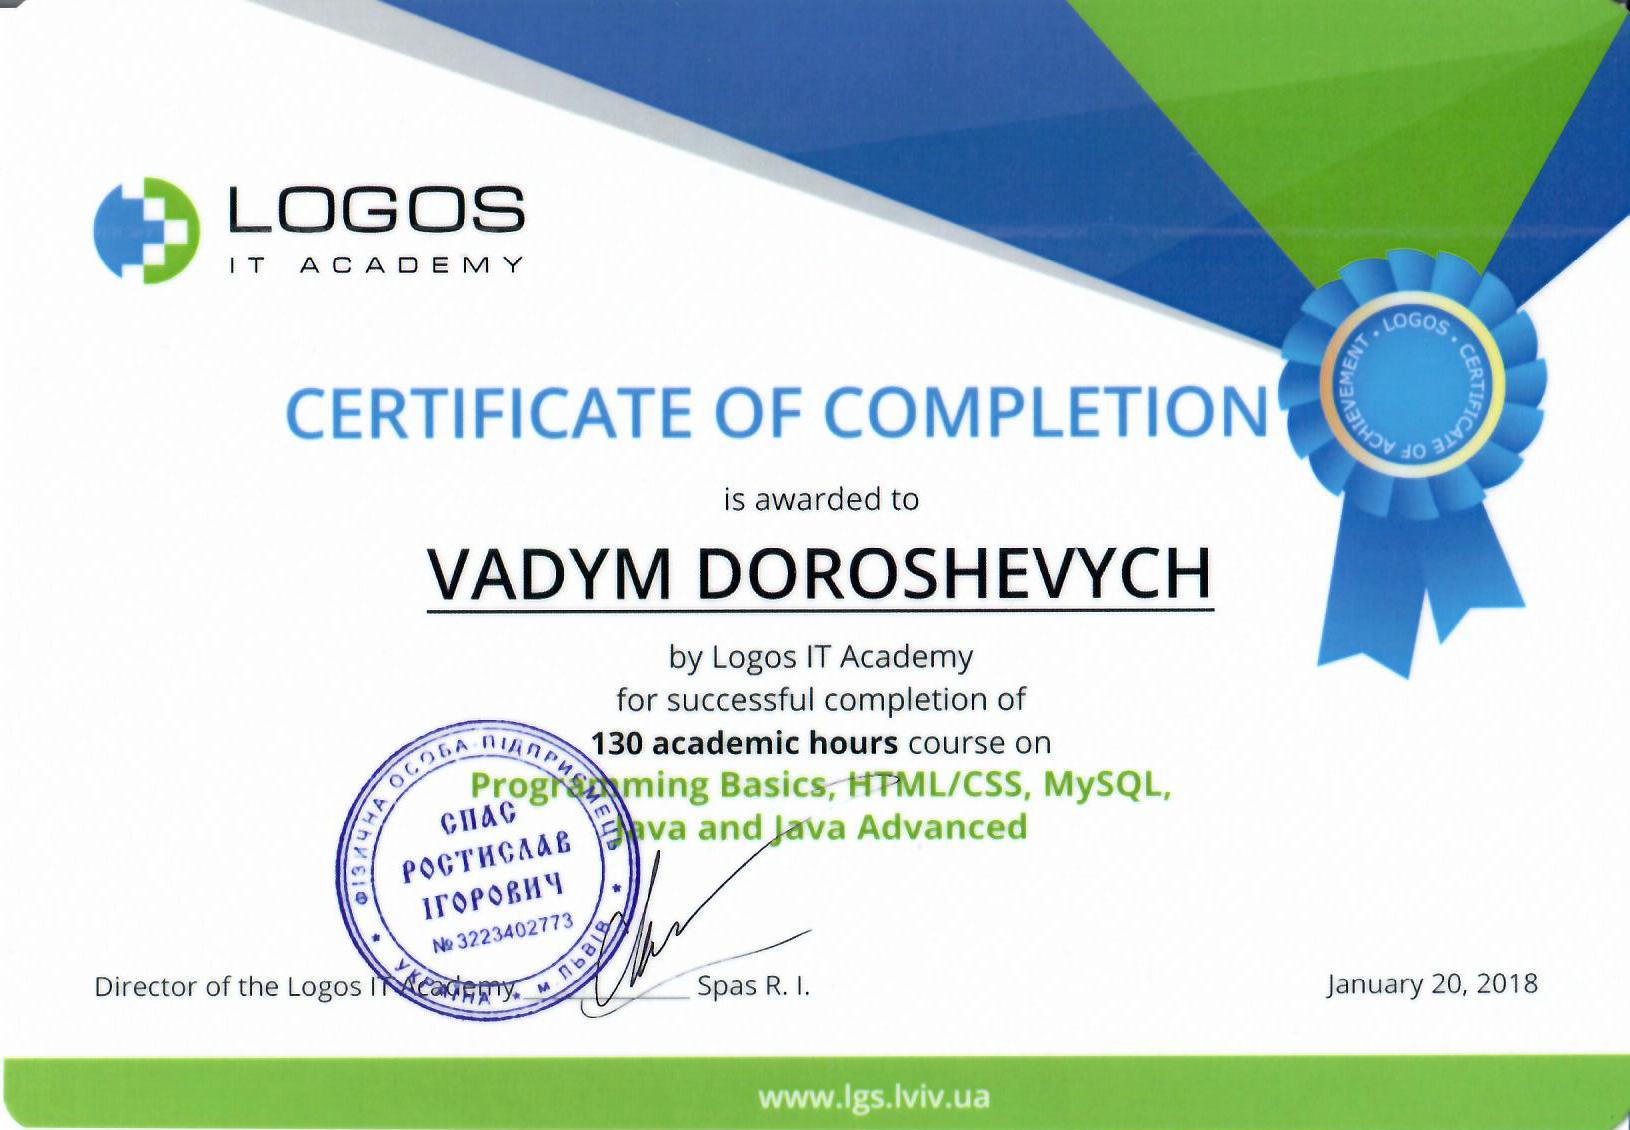 LOGOS
IT ACADEMY
LOGOS • CERTIFICATE OF ACHIEVEMENT •
CERTIFICATE OF COMPLETION
is awarded to
VADYM DOROSHEVYCH
by Logos IT Academy
for successful completion of
130 academic hours course on
Programming Basics, HTML/CSS, MySQL,
Java and Java Advanced
ФІЗИЧНА ОСОБА-ПІДПРИЄМЕЦЬ
СПАС
РОСТИСЛАВ
ІГОРОВИЧ
№3223402773
УКРАЇНА * м. ЛЬВІВ
Director of the Logos IT Academy Spas R. I.
January 20, 2018
www.lgs.lviv.ua